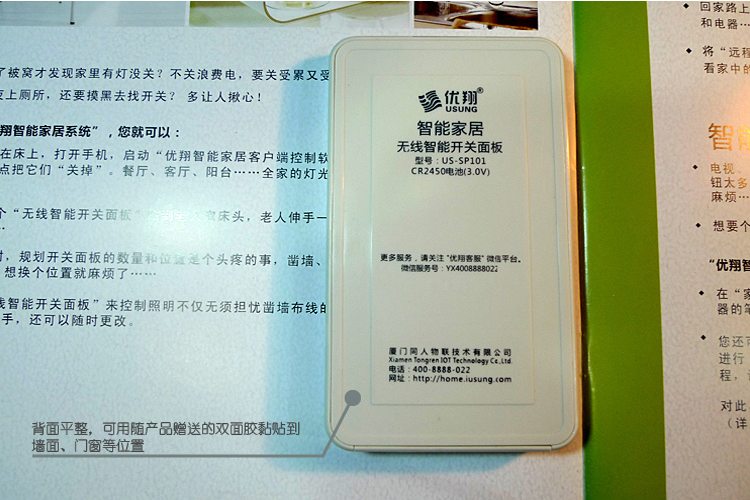 了被窝才发现家里有灯没关？不关浪费电，要关受累又受
上厕所，还要摸黑去找开关？ 多让人揪心！
翔智能家居系统”，您就可以：
在床上，打开手机，启动“优翔智能家居客户端控制软
点把它们“关掉”。餐厅、客厅、阳台……全家的灯光
个“无线智能开关面板”
床头，老人伸手一
，规划开关面板的数量和位置是个头疼的事，凿墙、
想换个位置就麻烦了……
线智能开关面板”来控制照明不仅无须担忧凿墙布线的
手，还可以随时更改。
优翔®
USUNG
智能家居
无线智能开关面板
型号：US-SP101
CR2450电池(3.0V)
更多服务，请关注“优翔客服”微信平台。
微信服务号：YX4008888022
厦门同人物联技术有限公司
Xiamen Tongren IOT Technology Co.,Ltd.
电话：400-8888-022
网址：http://home.iusung.com
背面平整，可用随产品赠送的双面胶黏贴到
墙面、门窗等位置
回家路上
和电器…
将“远程
看家中的
智
电视、
钮太多
麻烦…
想要个
“优翔智
在“家
器的笔
您还可
进行
程，
对此
（详